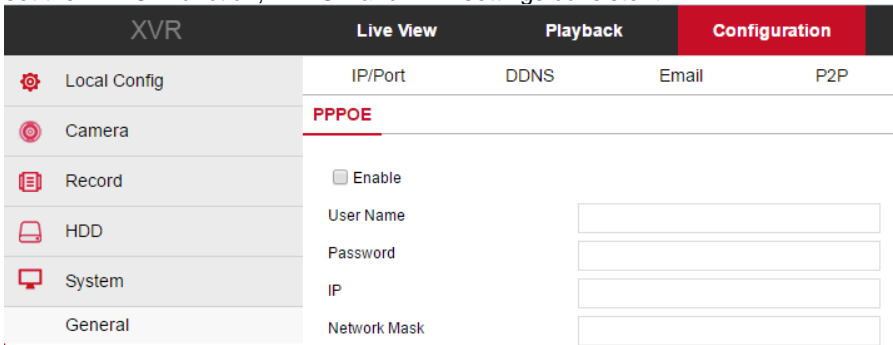 XVR Live View Playback Configuration
Local Config IP/Port DDNS Email P2P
Camera PPPOE
Record Enable
User Name
HDD
Password
System
IP
General Network Mask